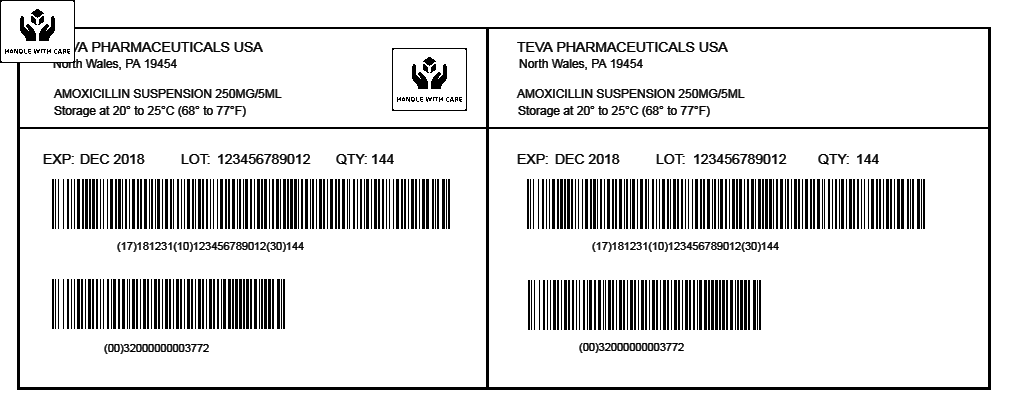 HANDLE WITH CARE
VA PHARMACEUTICALS USA
North Wales, PA 19454
HANDLE WITH CARE
AMOXICILLIN SUSPENSION 250MG/5ML
Storage at 20° to 25°C (68° to 77°F)
EXP: DEC 2018 LOT: 123456789012 QTY: 144
(17)181231(10)123456789012(30)144
(00)32000000003772
TEVA PHARMACEUTICALS USA
North Wales, PA 19454
AMOXICILLIN SUSPENSION 250MG/5ML
Storage at 20° to 25°C (68° to 77°F)
EXP: DEC 2018 LOT: 123456789012 QTY: 144
(17)181231(10)123456789012(30)144
(00)32000000003772